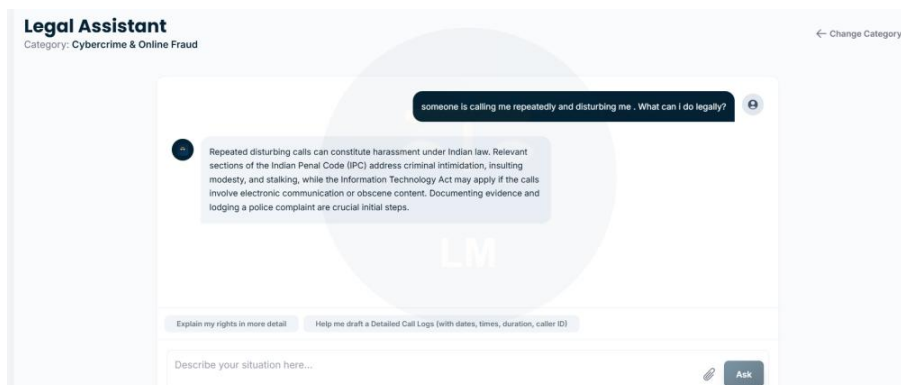 Legal Assistant
Category: Cybercrime & Online Fraud
← Change Category
someone is calling me repeatedly and disturbing me . What can i do legally?
Repeated disturbing calls can constitute harassment under Indian law. Relevant
sections of the Indian Penal Code (IPC) address criminal intimidation, insulting
modesty, and stalking, while the Information Technology Act may apply if the calls
involve electronic communication or obscene content. Documenting evidence and
lodging a police complaint are crucial initial steps.
LM
Explain my rights in more detail
Help me draft a Detailed Call Logs (with dates, times, duration, caller ID)
Describe your situation here...
Ask